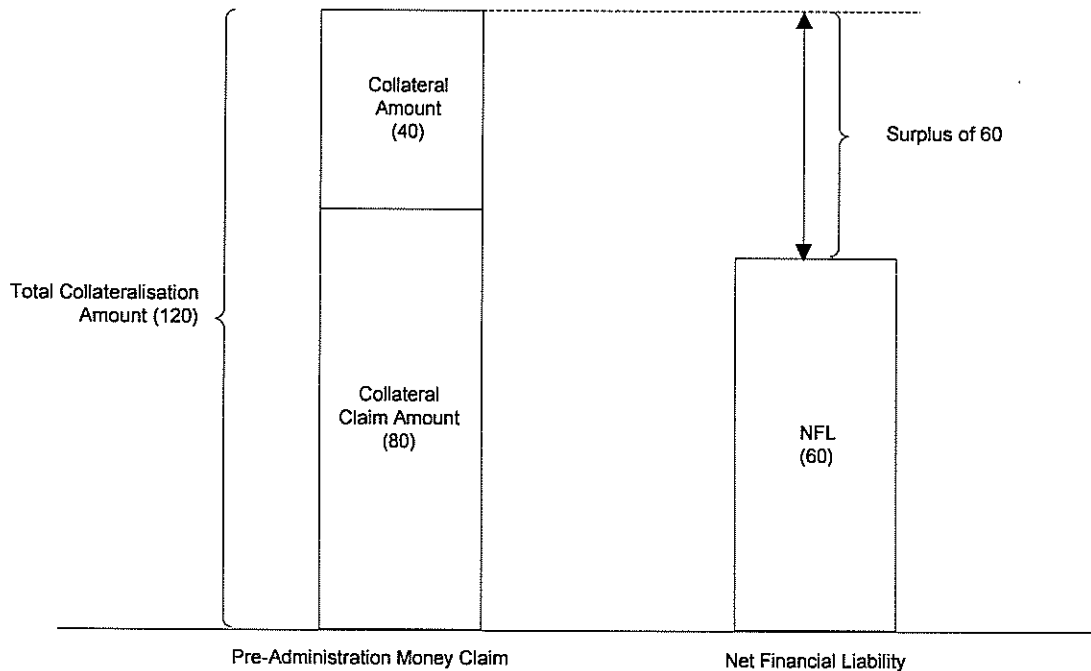 Collateral
Amount
(40)
Surplus of 60
Total Collateralisation
Amount (120)
Collateral
Claim Amount
(80)
NFL
(60)
Pre-Administration Money Claim
Net Financial Liability